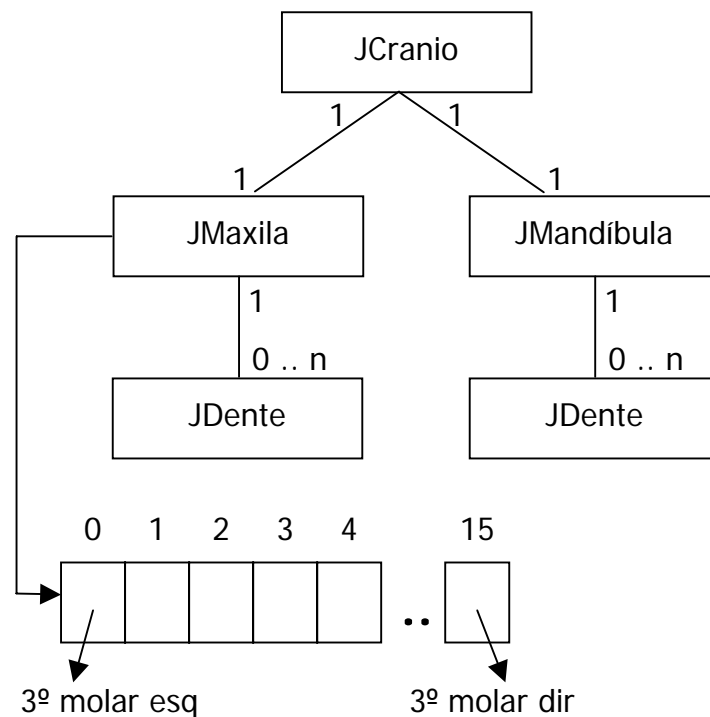 JCranio
1 1
1 1
JMaxila JMandíbula
1 1
0 .. n 0 .. n
JDente JDente
0 1 2 3 4 15
..
3º molar esq 3º molar dir